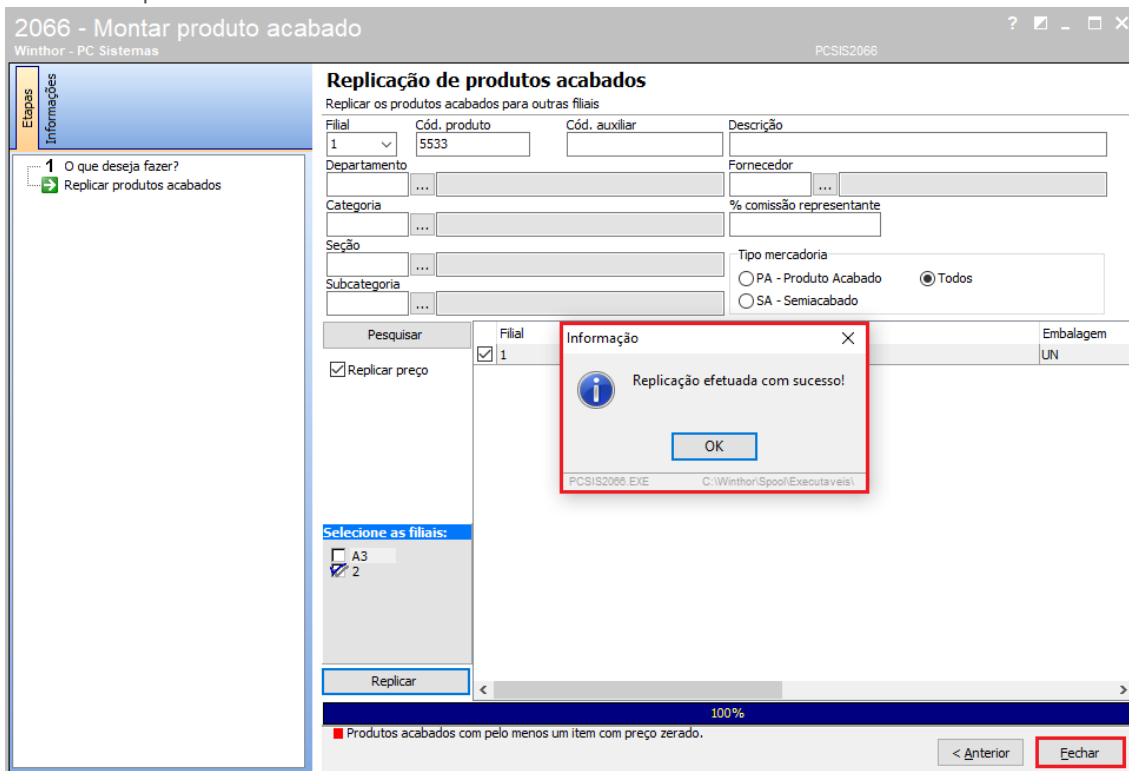 2066 - Montar produto acabado
Winthor - PC Sistemas
PCSIS2066
Etapas
Informações
1 O que deseja fazer?
Replicar produtos acabados
Replicação de produtos acabados
Replicar os produtos acabados para outras filiais
Filial Cód. produto Cód. auxiliar Descrição
1 5533
Departamento Fornecedor
... ...
Categoria % comissão representante
...
Seção Tipo mercadoria
... PA - Produto Acabado Todos
Subcategoria SA - Semiacabado
...
Pesquisar Filial Embalagem
1 UN
Replicar preço
Informação
Replicação efetuada com sucesso!
OK
PCSIS2066.EXE C:\Winthor\Spool\Executaveis\
Selecione as filiais:
A3
2
Replicar
100%
Produtos acabados com pelo menos um item com preço zerado.
< Anterior Fechar